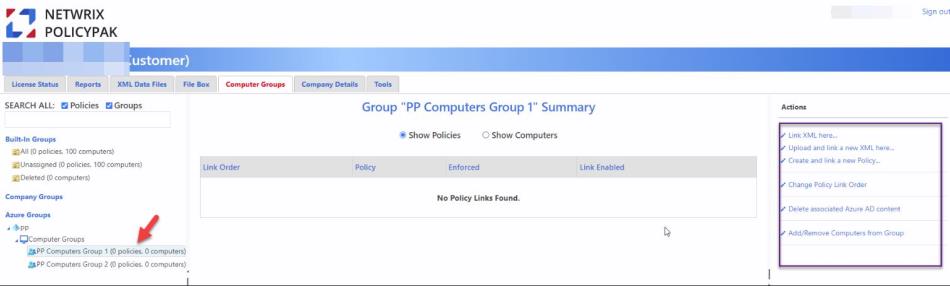 NETWRIX
POLICYPAK
Sign out
ustomer)
License Status Reports XML Data Files File Box Computer Groups Company Details Tools
SEARCH ALL: Policies Groups
Built-In Groups
All (0 policies, 100 computers)
Unassigned (0 policies, 100 computers)
Deleted (0 computers)
Company Groups
Azure Groups
pp
Computer Groups
PP Computers Group 1 (0 policies, 0 computers)
PP Computers Group 2 (0 policies, 0 computers)
Group "PP Computers Group 1" Summary
Show Policies Show Computers
Link Order Policy Enforced Link Enabled
No Policy Links Found.
Actions
Link XML here...
Upload and link a new XML here...
Create and link a new Policy...
Change Policy Link Order
Delete associated Azure AD content
Add/Remove Computers from Group